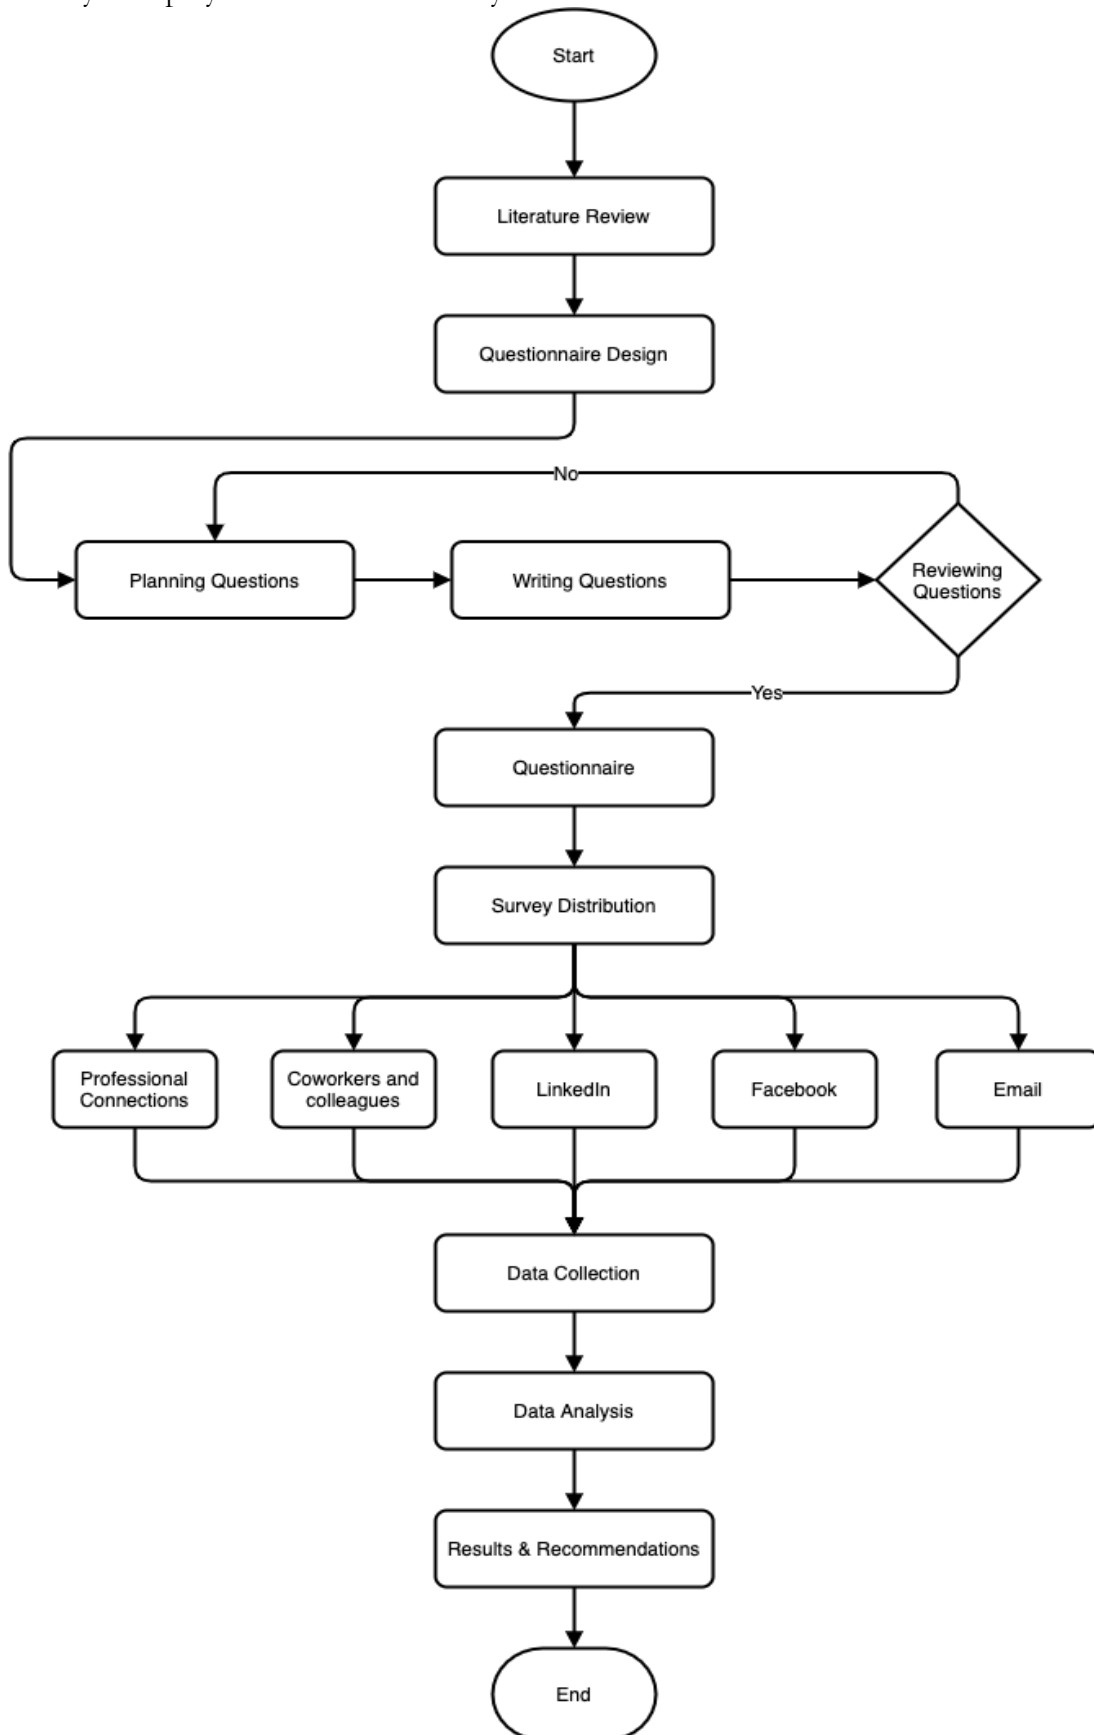 Start
Literature Review
Questionnaire Design
No
Planning Questions
Writing Questions
Reviewing
Questions
Yes
Questionnaire
Survey Distribution
Professional
Connections
Coworkers and
colleagues
LinkedIn
Facebook
Email
Data Collection
Data Analysis
Results & Recommendations
End